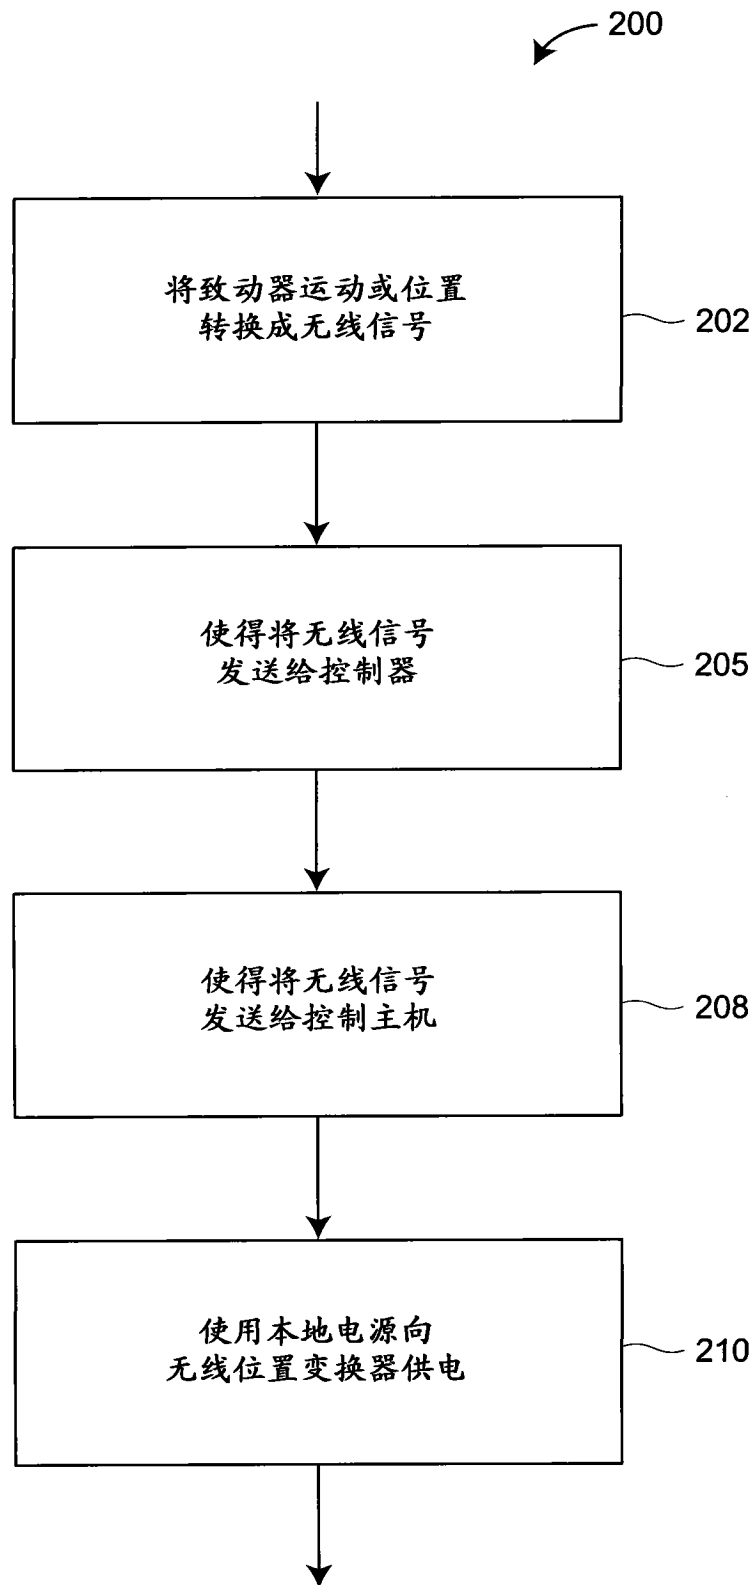 200
将致动器运动或位置
转换成无线信号
202
使得将无线信号
发送给控制器
205
使得将无线信号
发送给控制主机
208
使用本地电源向
无线位置变换器供电
210